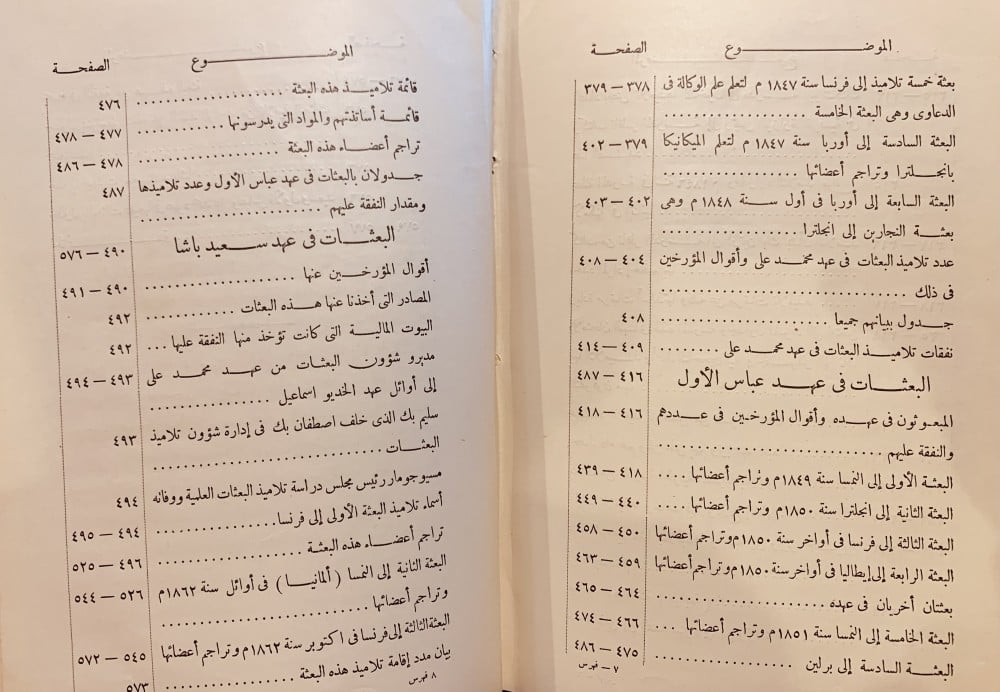 الموضوع الصفحة
بعثة خمسة تلاميذ إلى فرنسا سنة ١٨٤٧ م لتعلم علم الوكالة فى ٣٧٨ — ٣٧٩
الدعاوى وهى البعثة الخامسة ....................
البعثة السادسة إلى أوربا سنة ١٨٤٧ م لتعلم الميكانيكا ٣٧٩ — ٤٠٢
بانجلترا وتراجم أعضائها ....................
البعثة السابعة إلى أوربا فى أول سنة ١٨٤٨ م وهى ٤٠٢ — ٤٠٣
بعثة النجارين إلى انجلترا ....................
عدد تلاميذ البعثات فى عهد محمد على وأقوال المؤرخين ٤٠٤ — ٤٠٨
فى ذلك ....................
جدول ببيانهم جميعا .................... ٤٠٨
نفقات تلاميذ البعثات فى عهد محمد على ......... ٤٠٩ — ٤١٤
البعثات فى عهد عباس الأول ٤١٦ — ٤٨٧
المبعوثون فى عهده وأقوال المؤرخين فى عددهم ٤١٦ — ٤١٨
والنفقة عليهم ....................
البعثة الأولى إلى النمسا سنة ١٨٤٩م وتراجم أعضائها .... ٤١٨ — ٤٣٩
البعثة الثانية إلى انجلترا سنة ١٨٥٠م وتراجم أعضائها .... ٤٤٠ — ٤٤٩
البعثة الثالثة إلى فرنسا فى أواخر سنة ١٨٥٠م وتراجم أعضائها ٤٥٠ — ٤٥٨
البعثة الرابعة إلى إيطاليا فى أواخر سنة ١٨٥٠م وتراجم أعضائها ٤٥٩ — ٤٦٣
بعثتان أخريان فى عهده .................... ٤٦٤ — ٤٦٥
البعثة الخامسة إلى النمسا سنة ١٨٥١م وتراجم أعضائها ... ٤٦٦ — ٤٧٤
البعثة السادسة إلى برلين .................... ٤٧٥ — ٤٨٦
٧ — فهرس
الموضوع الصفحة
قائمة تلاميذ هذه البعثة .................... ٤٧٦
قائمة أساتذتهم والمواد التى يدرسونها ............ ٤٧٧ — ٤٧٨
تراجم أعضاء هذه البعثة .................... ٤٧٨ — ٤٨٦
جدولان بالبعثات فى عهد عباس الأول وعدد تلاميذها ٤٨٧
ومقدار النفقة عليهم ....................
البعثات فى عهد سعيد باشا ٤٩٠ — ٥٧٦
أقوال المؤرخين عنها .................... ٤٩٠ — ٤٩١
المصادر التى أخذنا عنها هذه البعثات ............ ٤٩٢
البيوت المالية التى كانت تؤخذ منها النفقة عليها ... ٤٩٢
مديرو شؤون البعثات من عهد محمد على ٤٩٣ — ٤٩٤
إلى أوائل عهد الخديو اسماعيل ....................
سليم بك الذى خلف اصطفان بك فى إدارة شؤون تلاميذ ٤٩٣
البعثات ....................
مسيو جومار رئيس مجلس دراسة تلاميذ البعثات العلمية ووفاته ٤٩٤
أسماء تلاميذ البعثة الأولى إلى فرنسا ............ ٤٩٤ — ٤٩٥
تراجم أعضاء هذه البعثة .................... ٤٩٦ — ٥٢٥
البعثة الثانية إلى النمسا (ألمانيا) فى أوائل سنة ١٨٦٢م ٥٢٦ — ٥٤٤
وتراجم أعضائها ....................
البعثة الثالثة إلى فرنسا فى اكتوبر سنة ١٨٦٢م وتراجم أعضائها ٥٤٥ — ٥٧٢
بيان مدد إقامة تلاميذ هذه البعثة .................... ٥٧٣
٨ فهرس